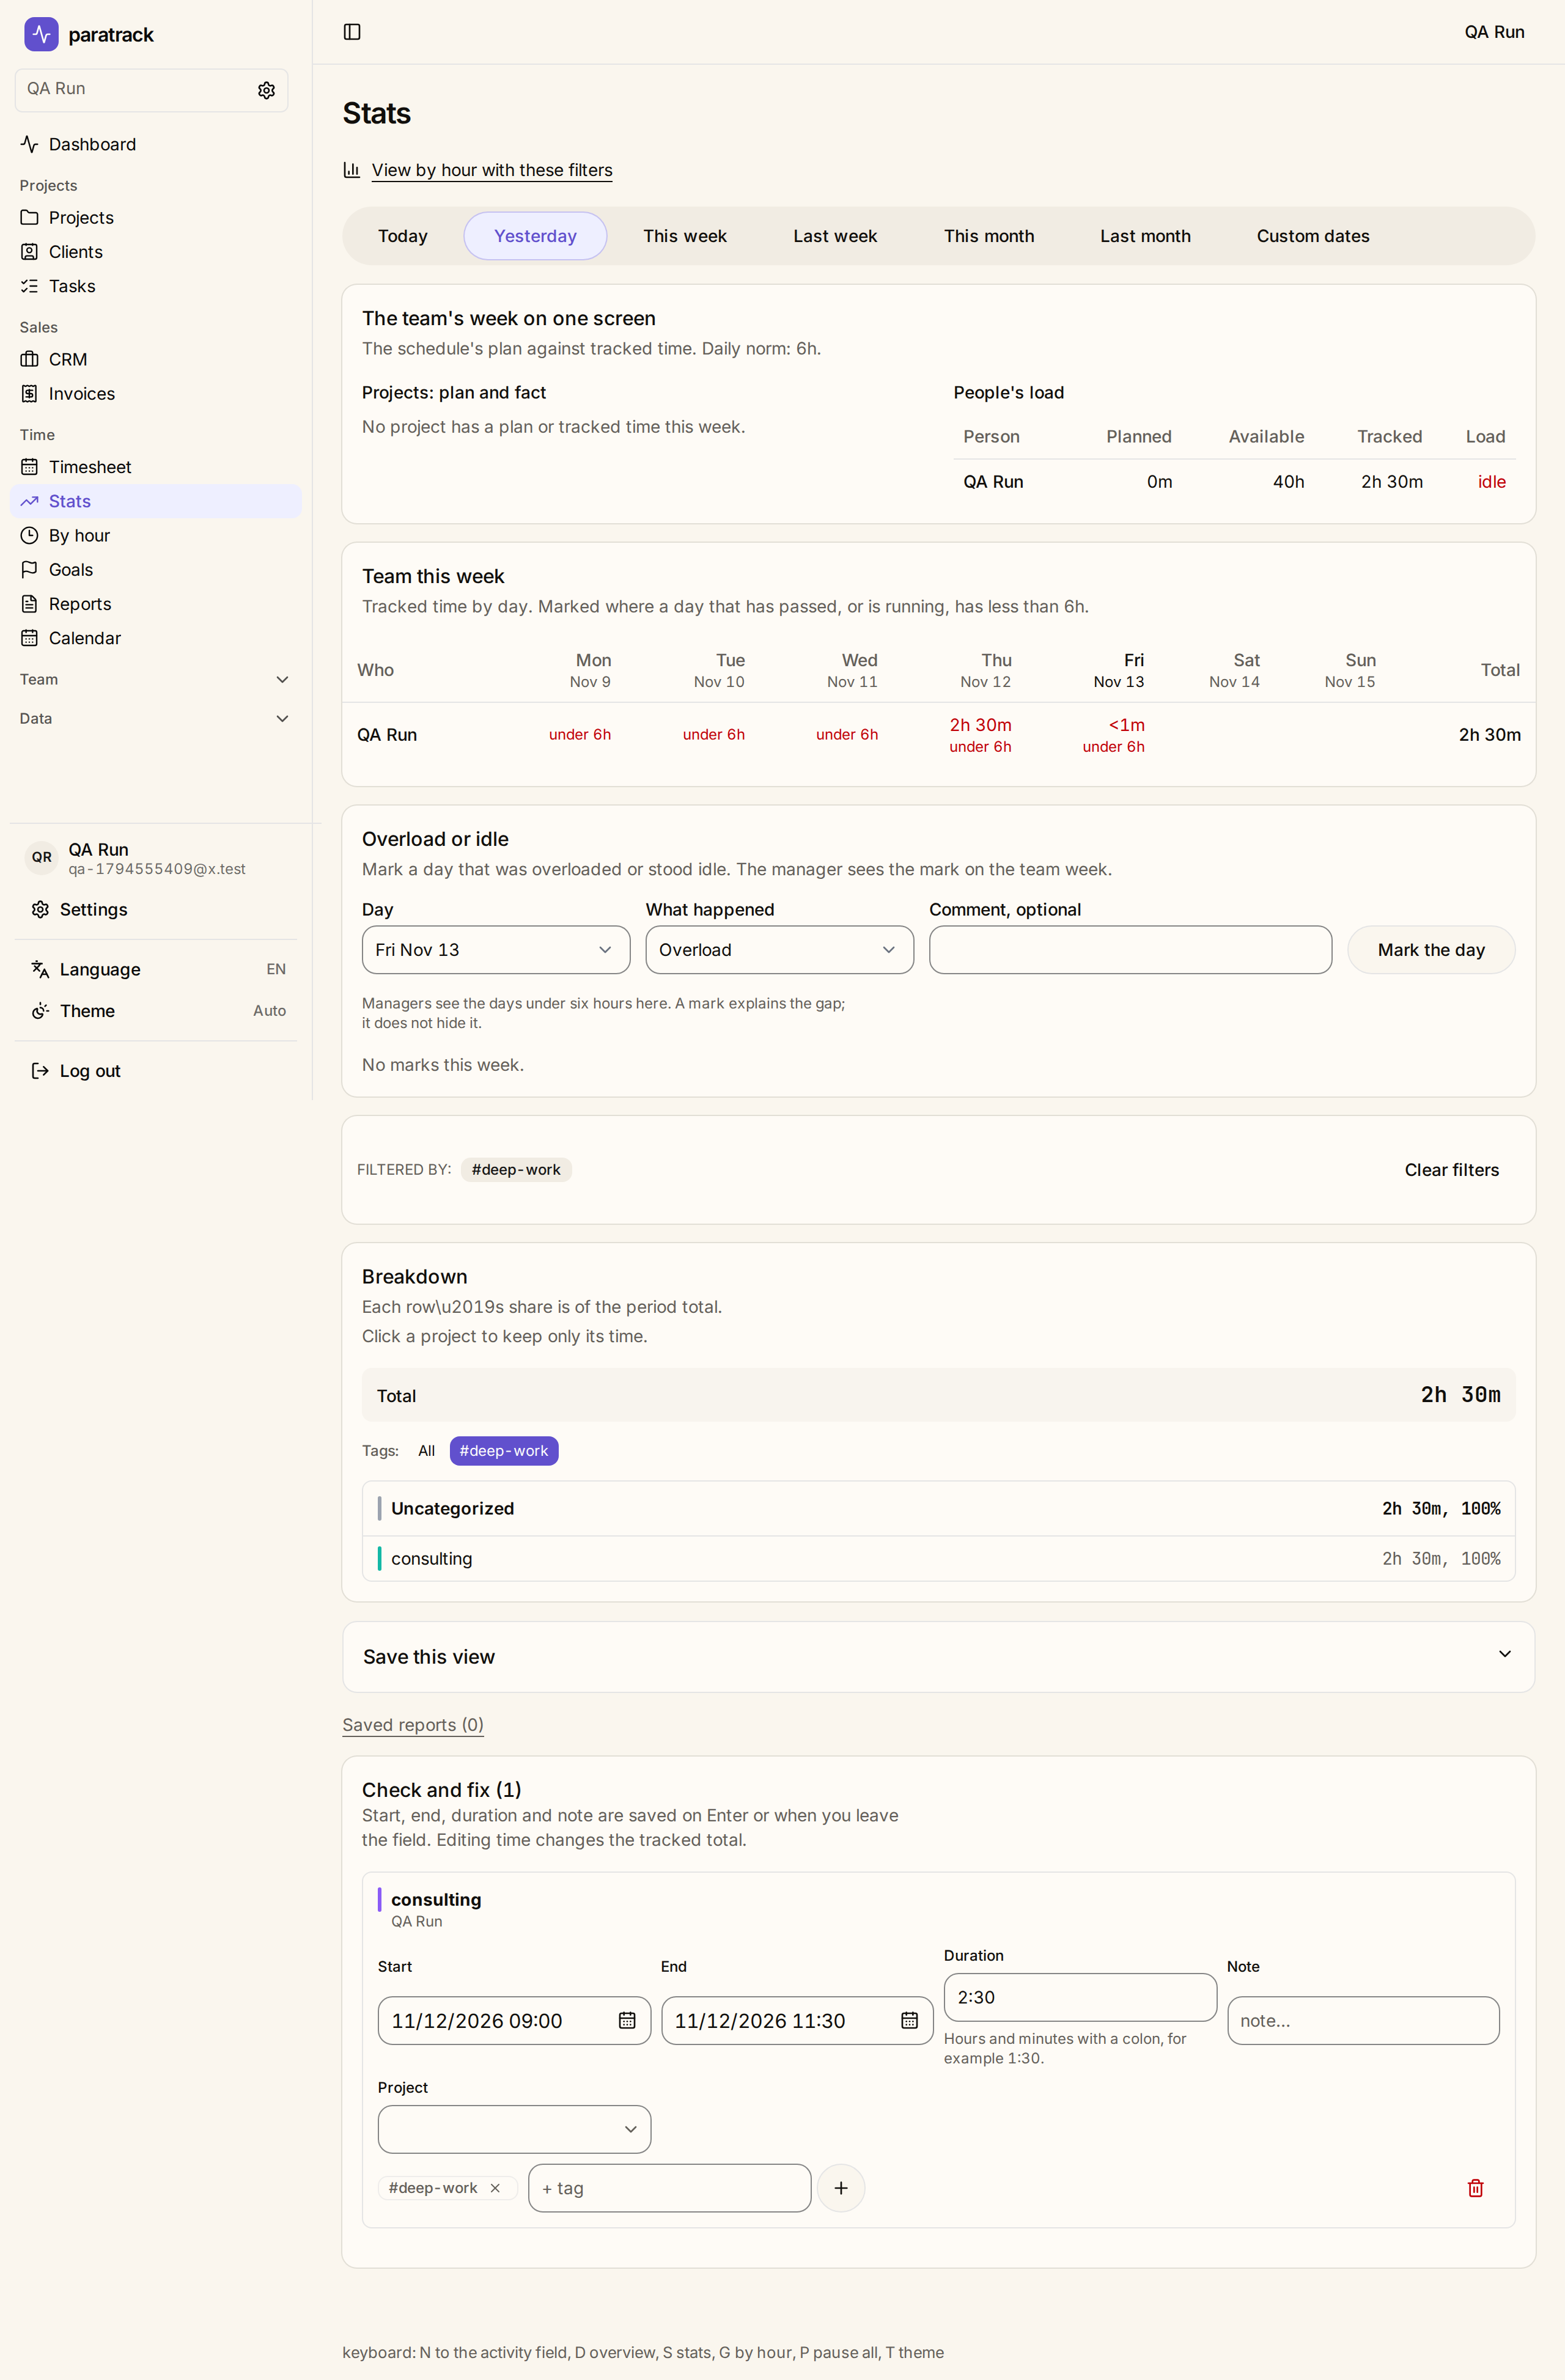 paratrack
QA Run
QA Run
Dashboard
Projects
Projects
Clients
Tasks
Sales
CRM
Invoices
Time
Timesheet
Stats
By hour
Goals
Reports
Calendar
Team
Data
QR
QA Run
qa-1794555409@x.test
Settings
Language EN
Theme Auto
Log out
Stats
View by hour with these filters
Today Yesterday This week Last week This month Last month Custom dates
The team's week on one screen
The schedule's plan against tracked time. Daily norm: 6h.
Projects: plan and fact
No project has a plan or tracked time this week.
People's load
Person Planned Available Tracked Load
QA Run 0m 40h 2h 30m idle
Team this week
Tracked time by day. Marked where a day that has passed, or is running, has less than 6h.
Who Mon Tue Wed Thu Fri Sat Sun Total
Nov 9 Nov 10 Nov 11 Nov 12 Nov 13 Nov 14 Nov 15
QA Run under 6h under 6h under 6h 2h 30m <1m 2h 30m
under 6h under 6h
Overload or idle
Mark a day that was overloaded or stood idle. The manager sees the mark on the team week.
Day What happened Comment, optional
Fri Nov 13 Overload Mark the day
Managers see the days under six hours here. A mark explains the gap;
it does not hide it.
No marks this week.
FILTERED BY: #deep-work Clear filters
Breakdown
Each row\u2019s share is of the period total.
Click a project to keep only its time.
Total 2h 30m
Tags: All #deep-work
Uncategorized 2h 30m, 100%
consulting 2h 30m, 100%
Save this view
Saved reports (0)
Check and fix (1)
Start, end, duration and note are saved on Enter or when you leave
the field. Editing time changes the tracked total.
consulting
QA Run
Start End Duration Note
11/12/2026 09:00 11/12/2026 11:30 2:30 note...
Hours and minutes with a colon, for
example 1:30.
Project
#deep-work + tag
keyboard: N to the activity field, D overview, S stats, G by hour, P pause all, T theme